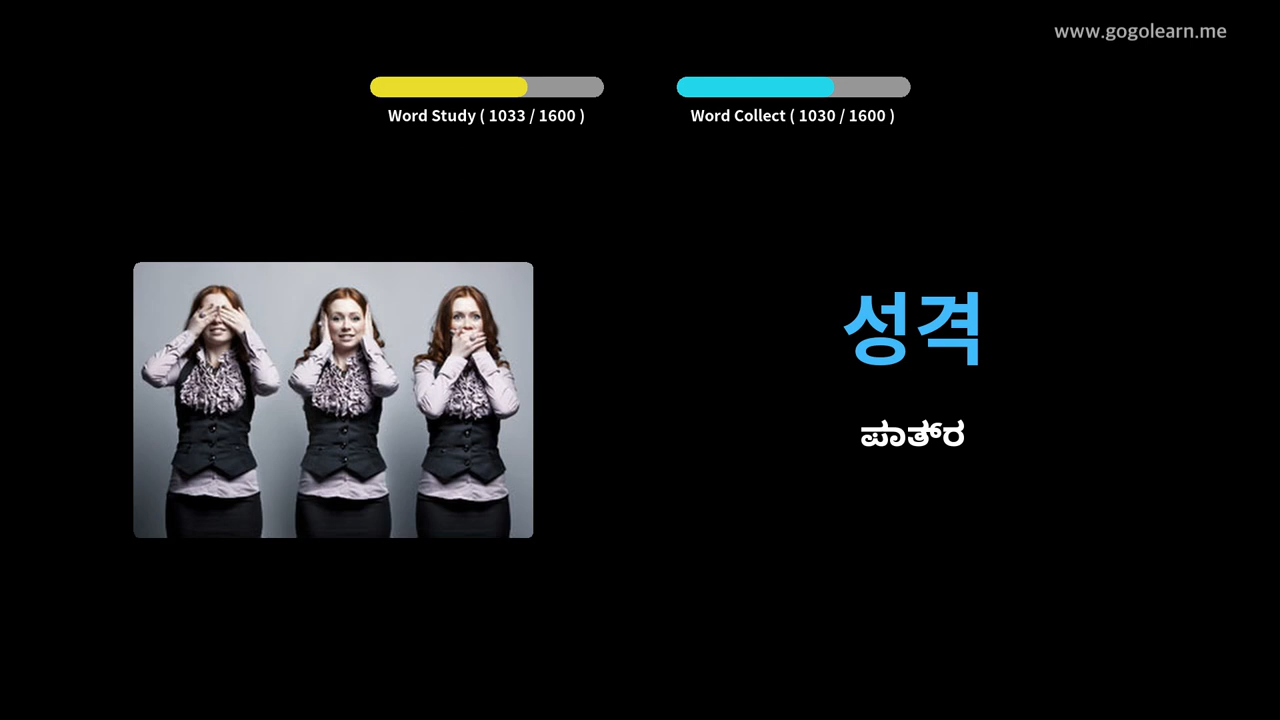 www.gogolearn.me
Word Study ( 1033 / 1600 )
Word Collect ( 1030 / 1600 )
성격
ಪಾತ್ರ